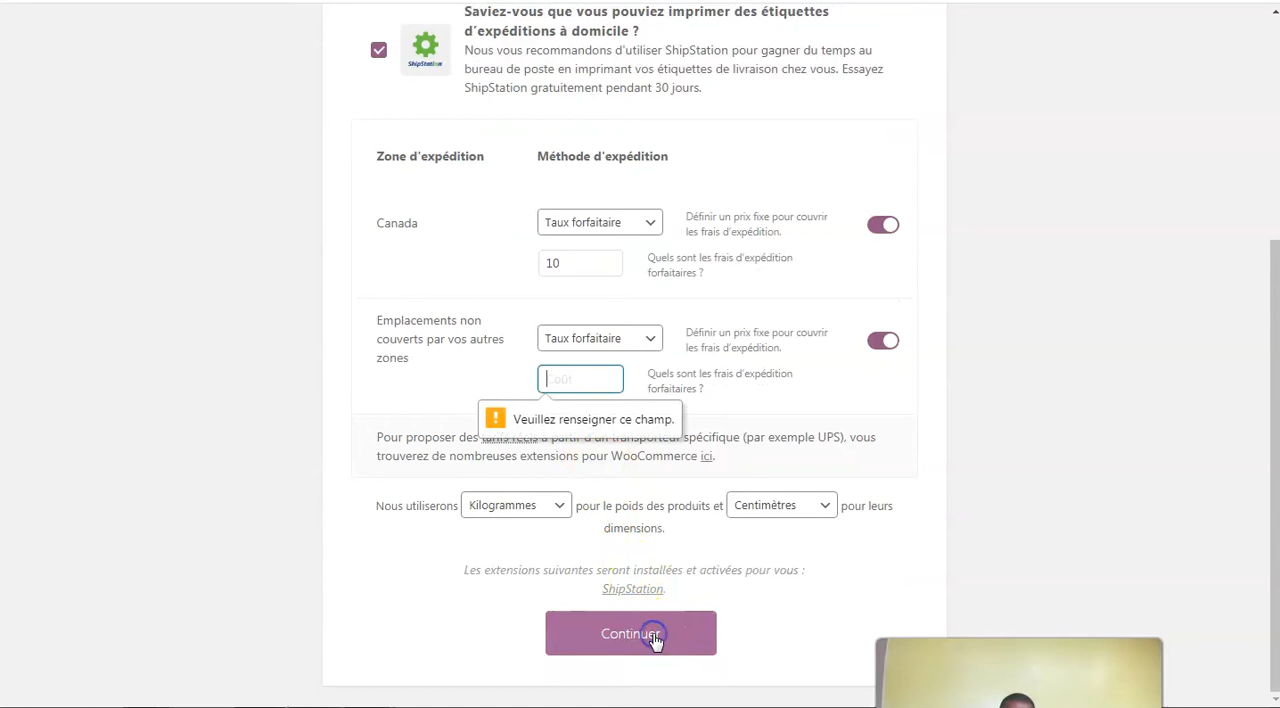 Saviez-vous que vous pouviez imprimer des étiquettes
d'expéditions à domicile ?
Nous vous recommandons d'utiliser ShipStation pour gagner du temps au
bureau de poste en imprimant vos étiquettes de livraison chez vous. Essayez
ShipStation gratuitement pendant 30 jours.
ShipStation
Zone d'expédition
Méthode d'expédition
Canada
Taux forfaitaire
Définir un prix fixe pour couvrir
les frais d'expédition.
10
Quels sont les frais d'expédition
forfaitaires ?
Emplacements non
couverts par vos autres
zones
Taux forfaitaire
Définir un prix fixe pour couvrir
les frais d'expédition.
Quels sont les frais d'expédition
forfaitaires ?
Veuillez renseigner ce champ.
Pour proposer des tarifs réels à partir d'un transporteur spécifique (par exemple UPS), vous
trouverez de nombreuses extensions pour WooCommerce ici.
Nous utiliserons Kilogrammes pour le poids des produits et Centimètres pour leurs
dimensions.
Les extensions suivantes seront installées et activées pour vous :
ShipStation.
Continuer